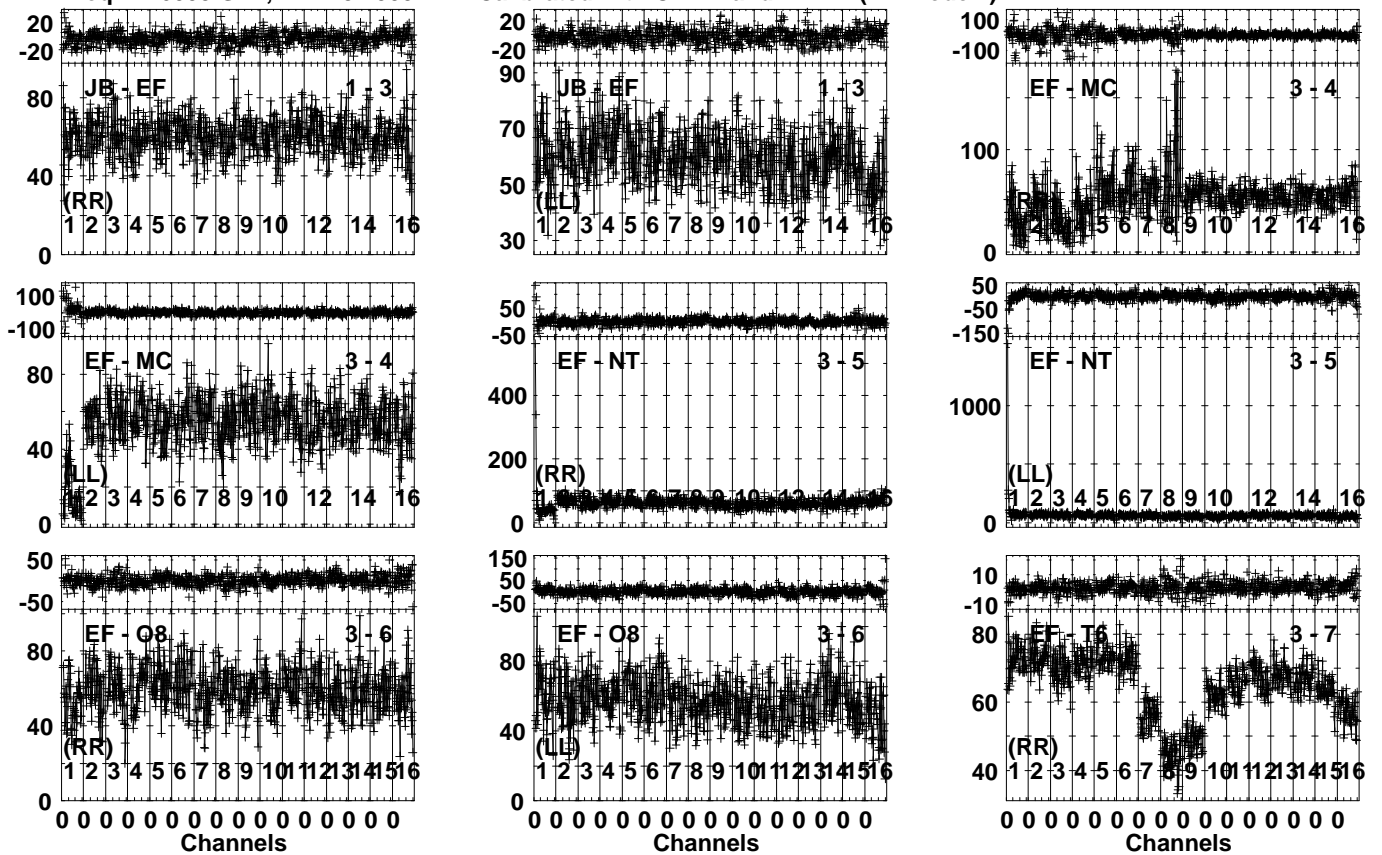 20 20 100
-20 -20 -100
JB - EF 1 - 3
80
40
(RR)
1 2 3 4 5 6 7 8 9 10 12 14 16
0
JB - EF 1 - 3
90
70
50
30
(LL)
1 2 3 4 5 6 7 8 9 10 12 14 16
EF - MC 3 - 4
100
0
5 6 7 8 9 10 12 14 16
100 50 50
-100 -50 -50
-150
EF - MC 3 - 4
80
40
0
(LL)
2 3 4 5 6 7 8 9 10 12 14 16
EF - NT 3 - 5
400
200
0
(RR)
EF - NT 3 - 5
1000
0
(LL)
1 2 3 4 5 6 7 8 9 10 12 14 16
50 150 10
-50 50 -10
-50
EF - O8 3 - 6
80
40
0
(RR)
1 2 3 4 5 6 7 8 9 10 11 12 13 14 15 16
EF - O8 3 - 6
80
40
0
(LL)
1 2 3 4 5 6 7 8 9 10 11 12 13 14 15 16
EF - T6 3 - 7
80
60
40
(RR)
1 2 3 4 5 6 7 8 9 10 11 12 13 14 15 16
0 0 0 0 0 0 0 0 0 0 0 0 0 0 0 0
0 0 0 0 0 0 0 0 0 0 0 0 0 0 0 0
0 0 0 0 0 0 0 0 0 0 0 0 0 0 0 0
Channels Channels Channels